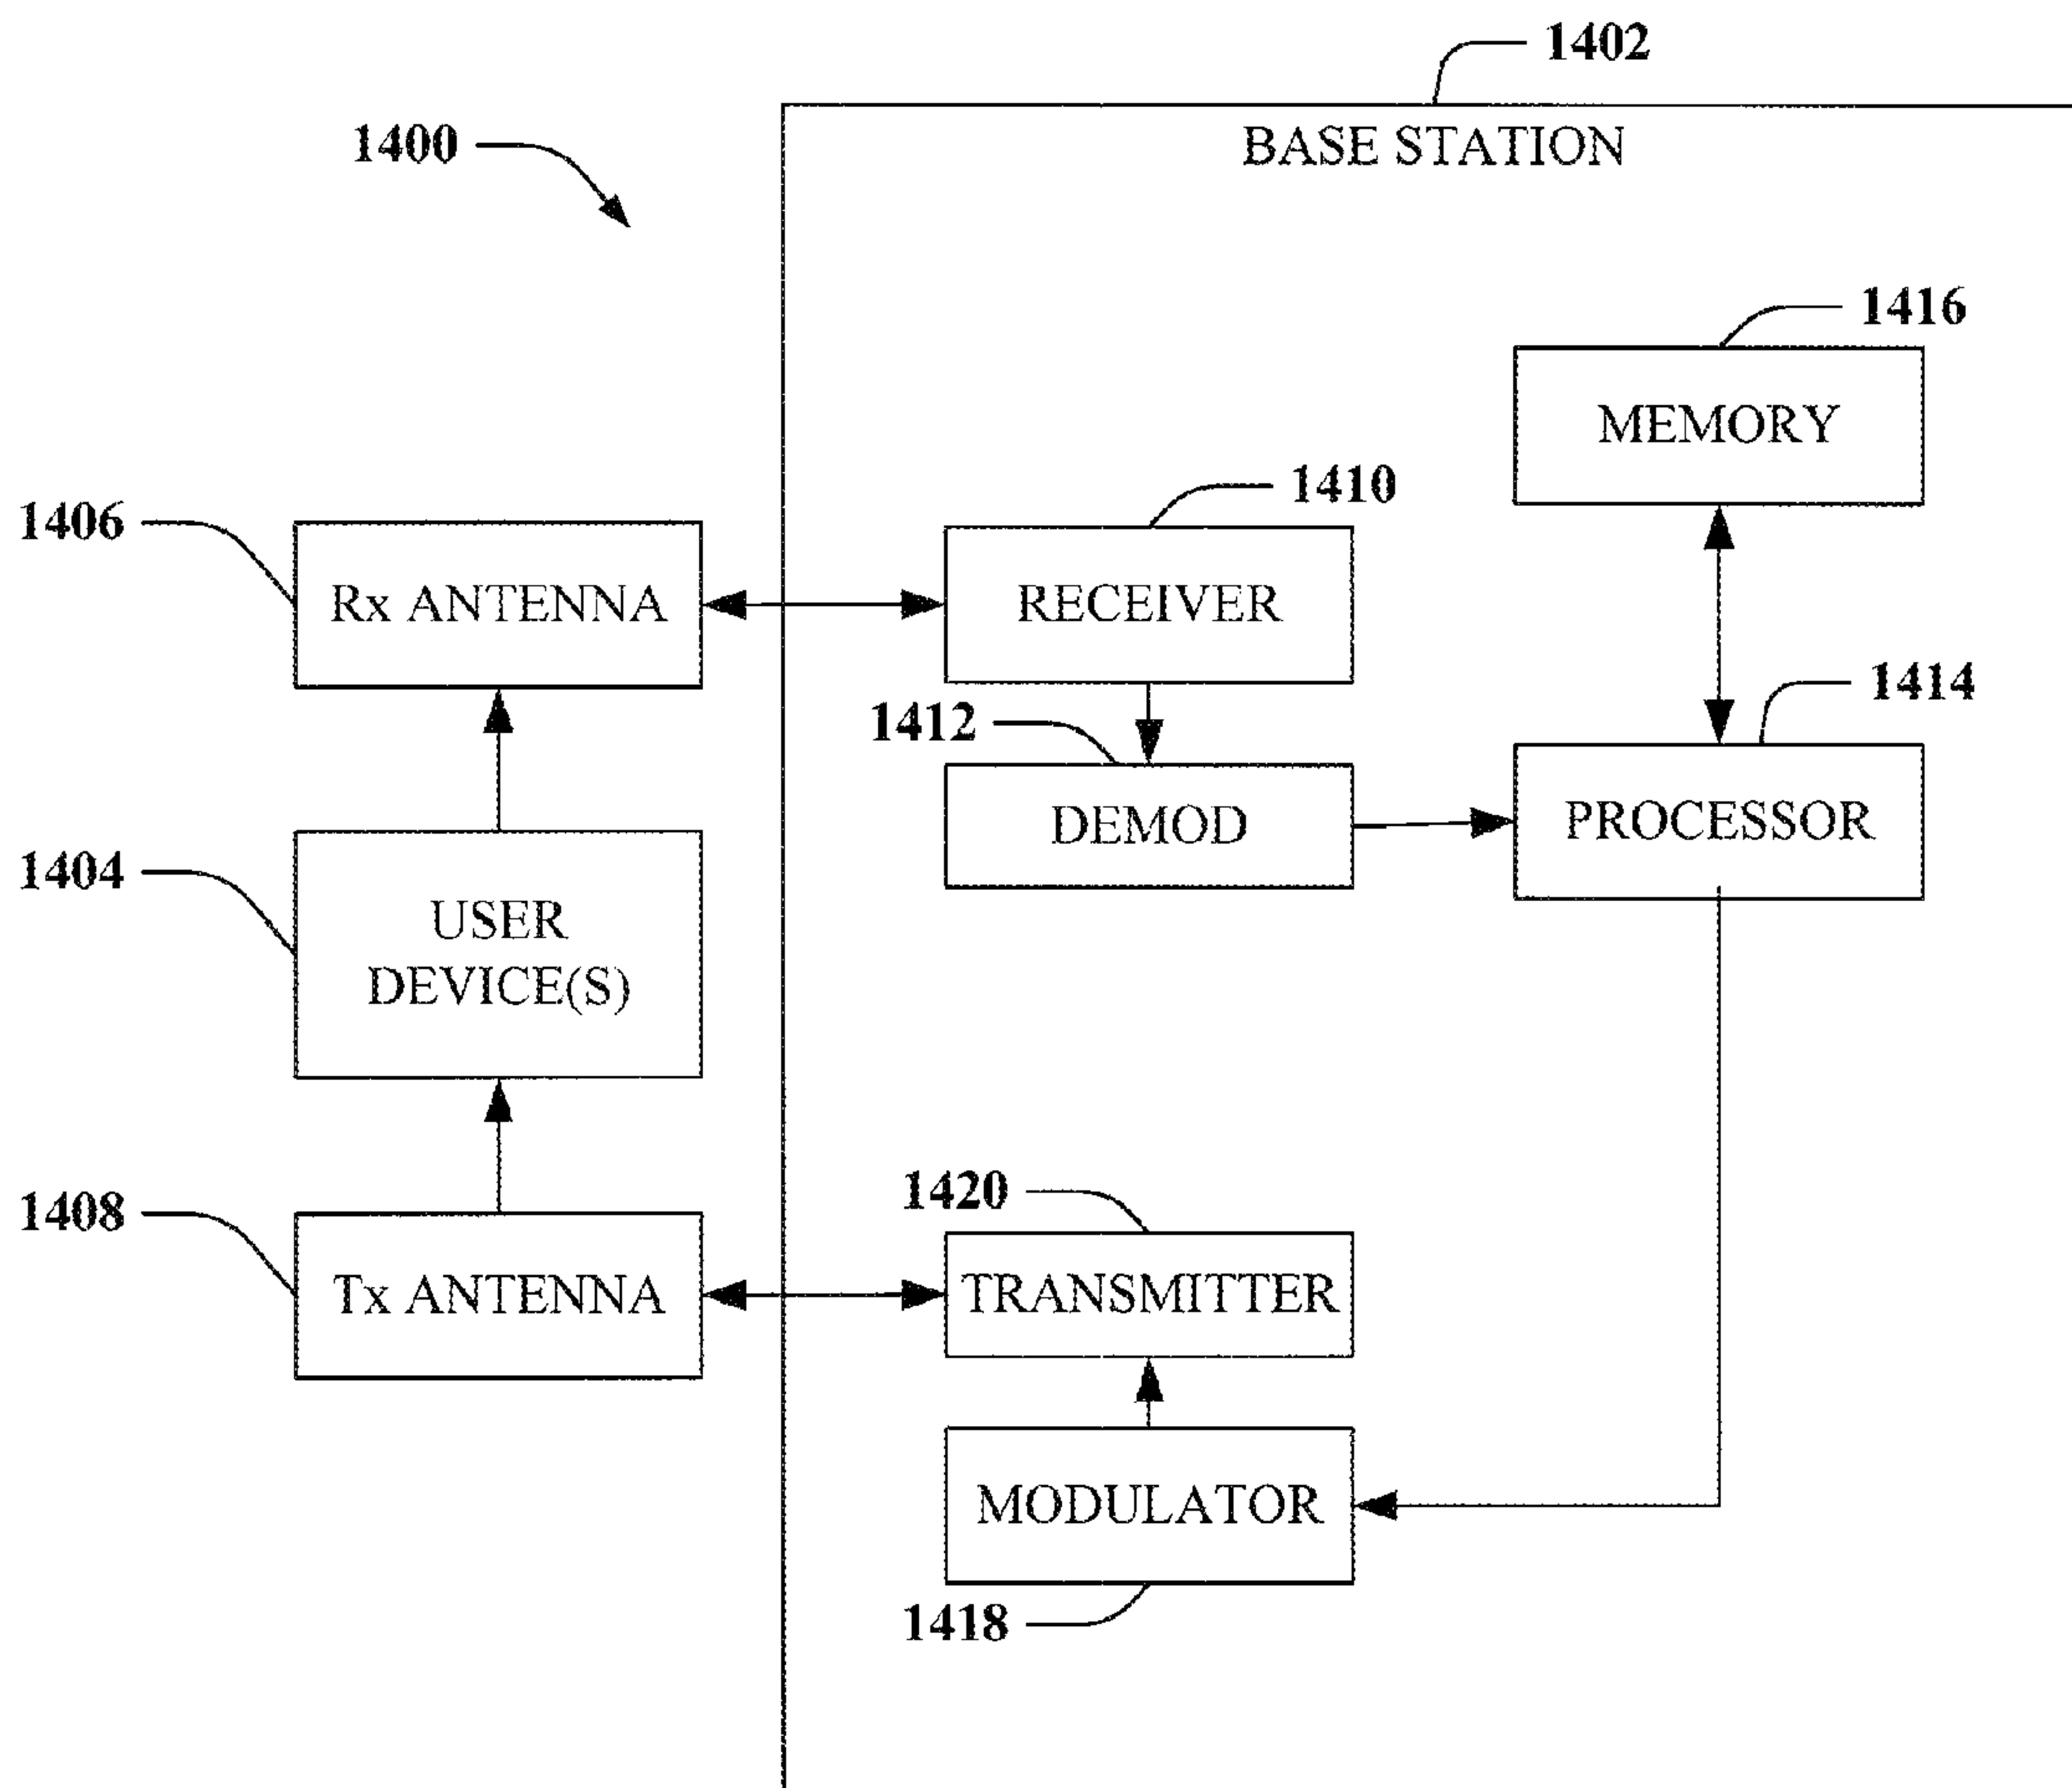 1402
BASE STATION
1400
1416
MEMORY
1410
1406
Rx ANTENNA
RECEIVER
1414
1412
DEMOD
PROCESSOR
1404
USER
DEVICE(S)
1420
1408
Tx ANTENNA
TRANSMITTER
MODULATOR
1418